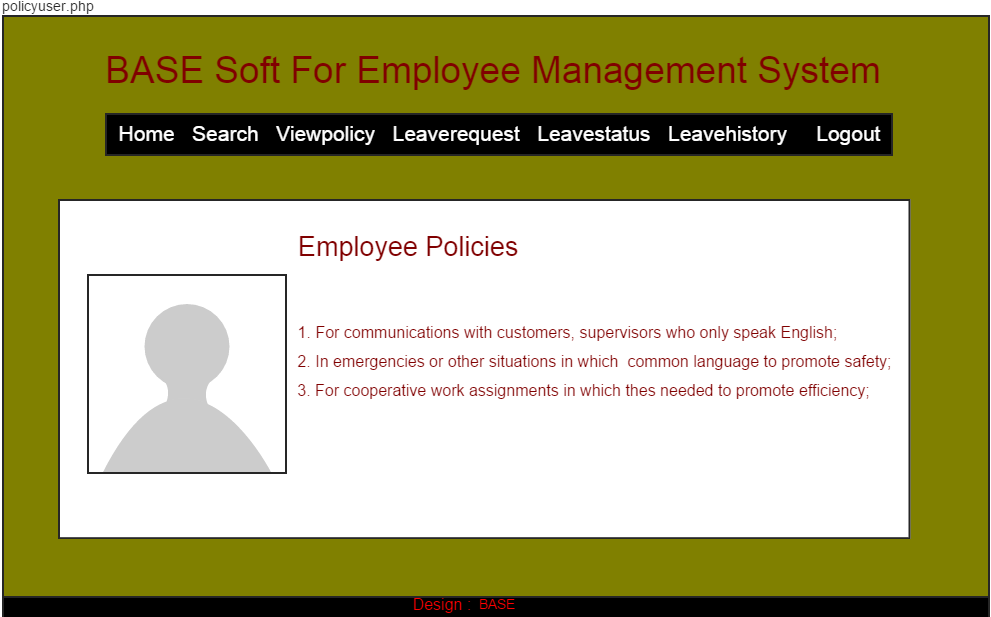 policyuser.php
BASE Soft For Employee Management System
Home Search Viewpolicy Leaverequest Leavestatus Leavehistory Logout
Employee Policies
1. For communications with customers, supervisors who only speak English;
2. In emergencies or other situations in which  common language to promote safety;
3. For cooperative work assignments in which thes needed to promote efficiency;
Design : BASE